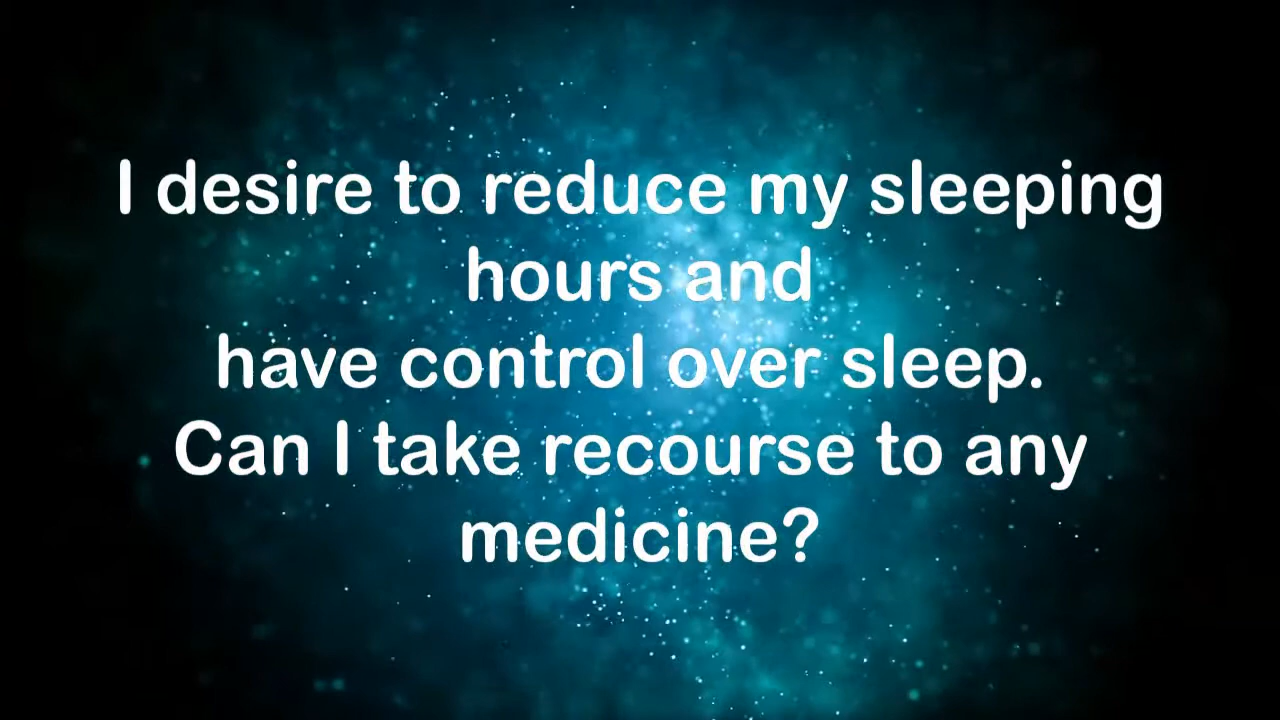 I desire to reduce my sleeping
hours and
have control over sleep.
Can I take recourse to any
medicine?